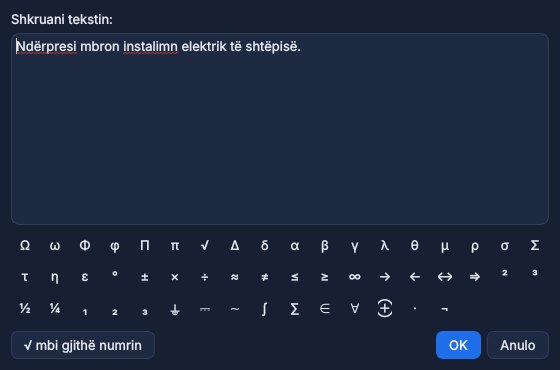 Shkruani tekstin:
Ndërpresi mbron instalimn elektrik të shtëpisë.
Ω ω Φ φ Π π √ Δ δ α β γ λ θ μ ρ σ Σ
τ η ε ° ± × ÷ ≈ ≠ ≤ ≥ ∞ → ← ↔ ⇒ ² ³
½ ¼ ₁ ₂ ₃ ⏚ ⎓ ∼ ∫ ∑ ∈ ∀ · ¬
√ mbi gjithë numrin OK Anulo